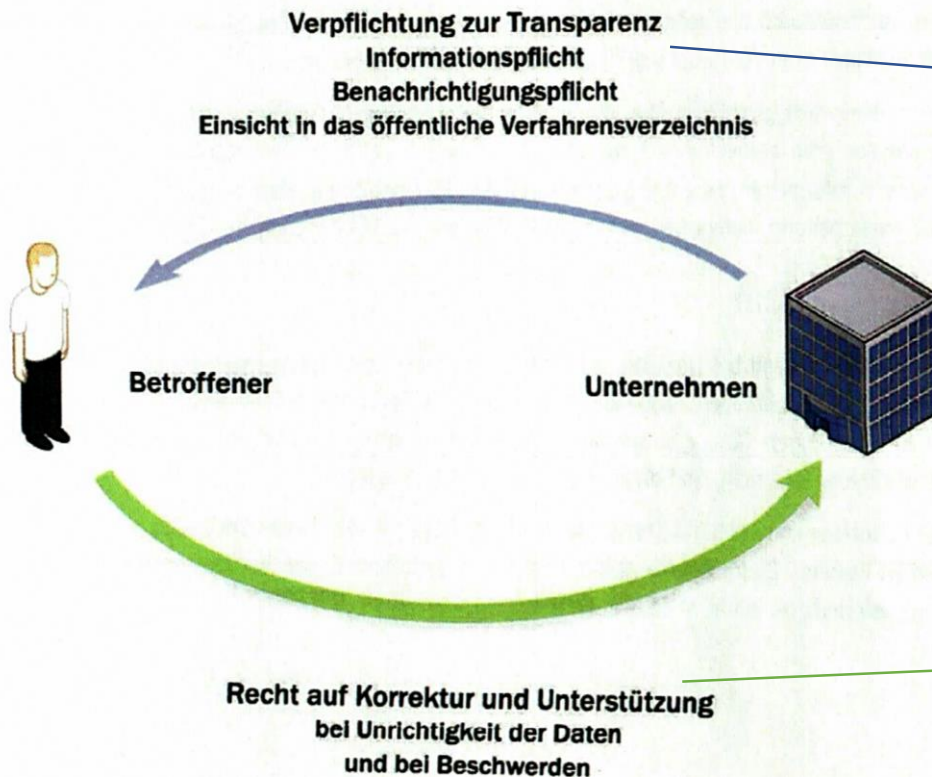 Verpflichtung zur Transparenz
Informationspflicht
Benachrichtigungspflicht
Einsicht in das öffentliche Verfahrensverzeichnis
Betroffener
Unternehmen
Recht auf Korrektur und Unterstützung
bei Unrichtigkeit der Daten
und bei Beschwerden